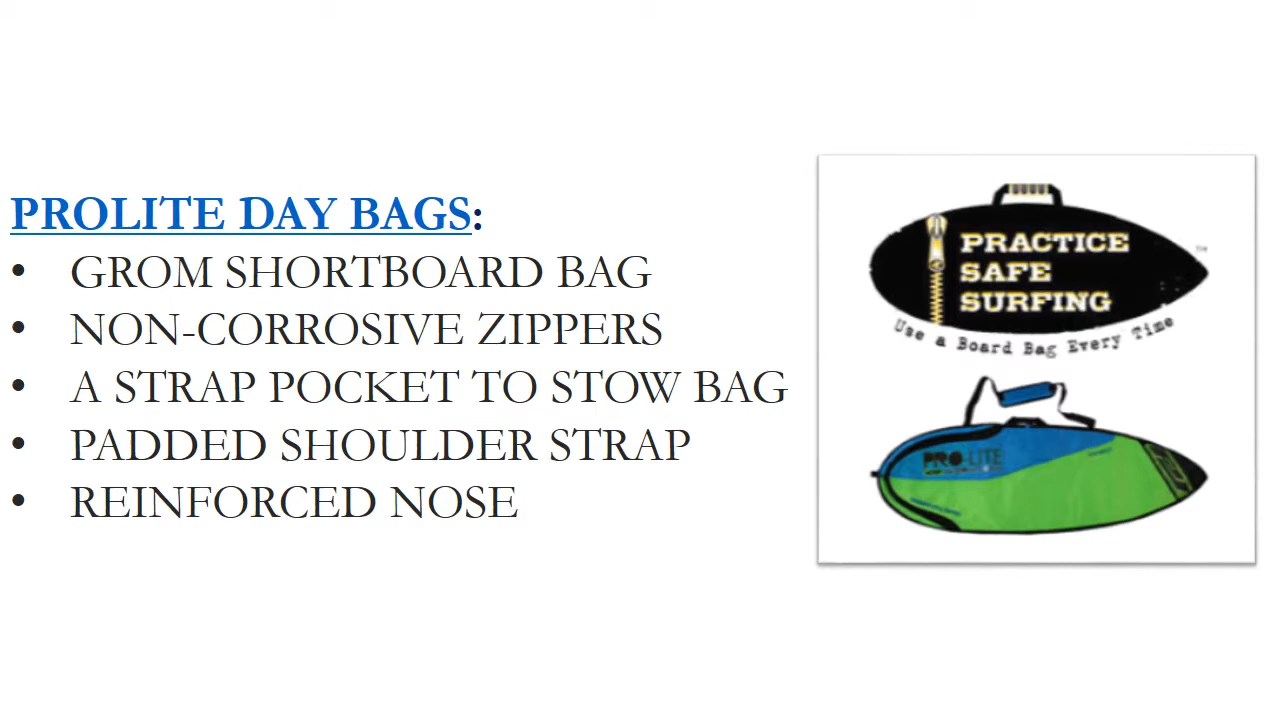 PROLITE DAY BAGS:
• GROM SHORTBOARD BAG
• NON-CORROSIVE ZIPPERS
• A STRAP POCKET TO STOW BAG
• PADDED SHOULDER STRAP
• REINFORCED NOSE
PRACTICE
SAFE
SURFING
Use a Board Bag Every Time
PRO-LITE